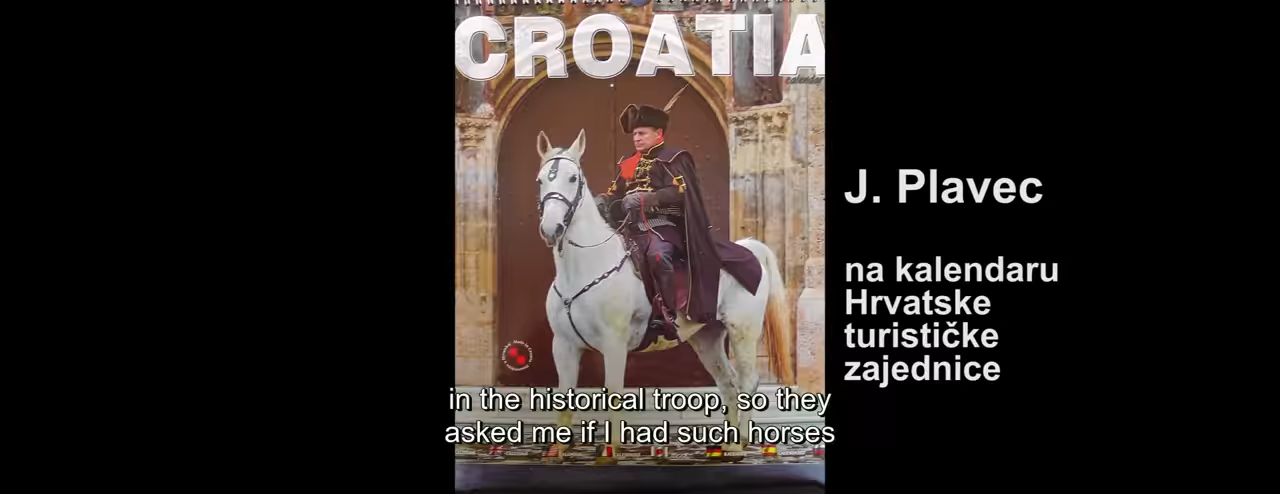 CROATIA
calendar
J. Plavec
na kalendaru
Hrvatske
turističke
zajednice
in the historical troop, so they
asked me if I had such horses